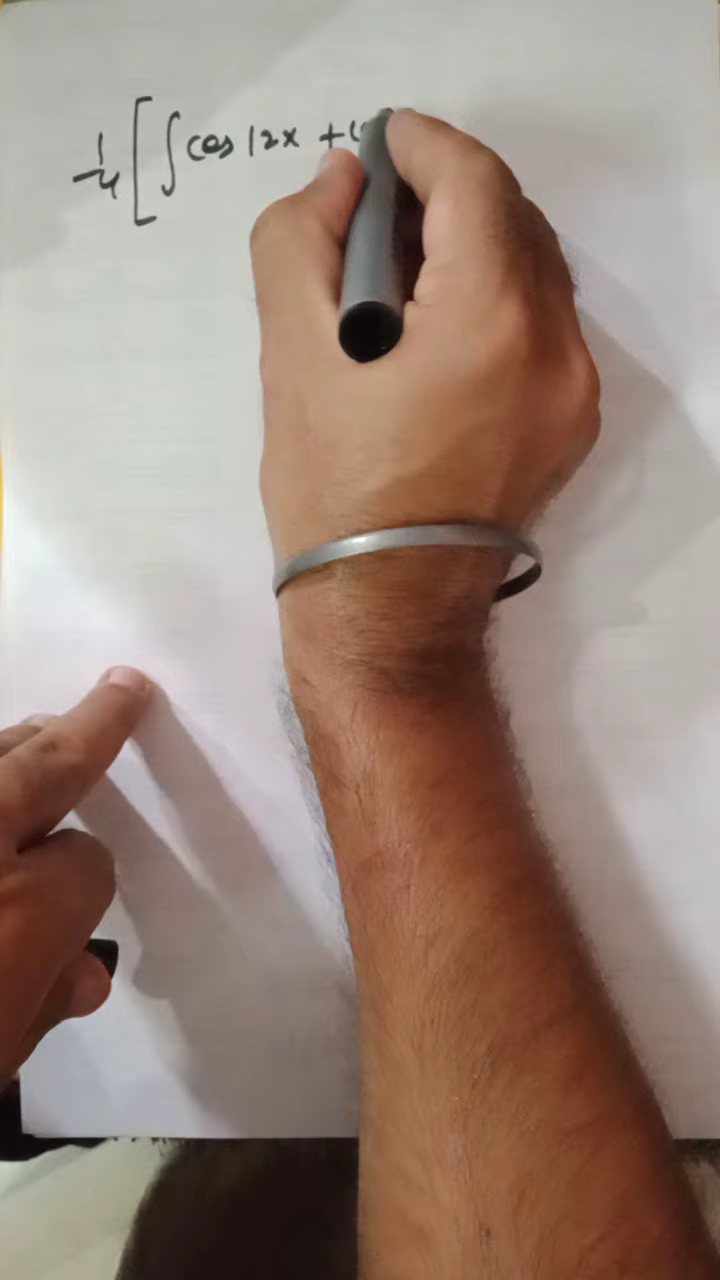 1/4 [ ∫ cos 12x +